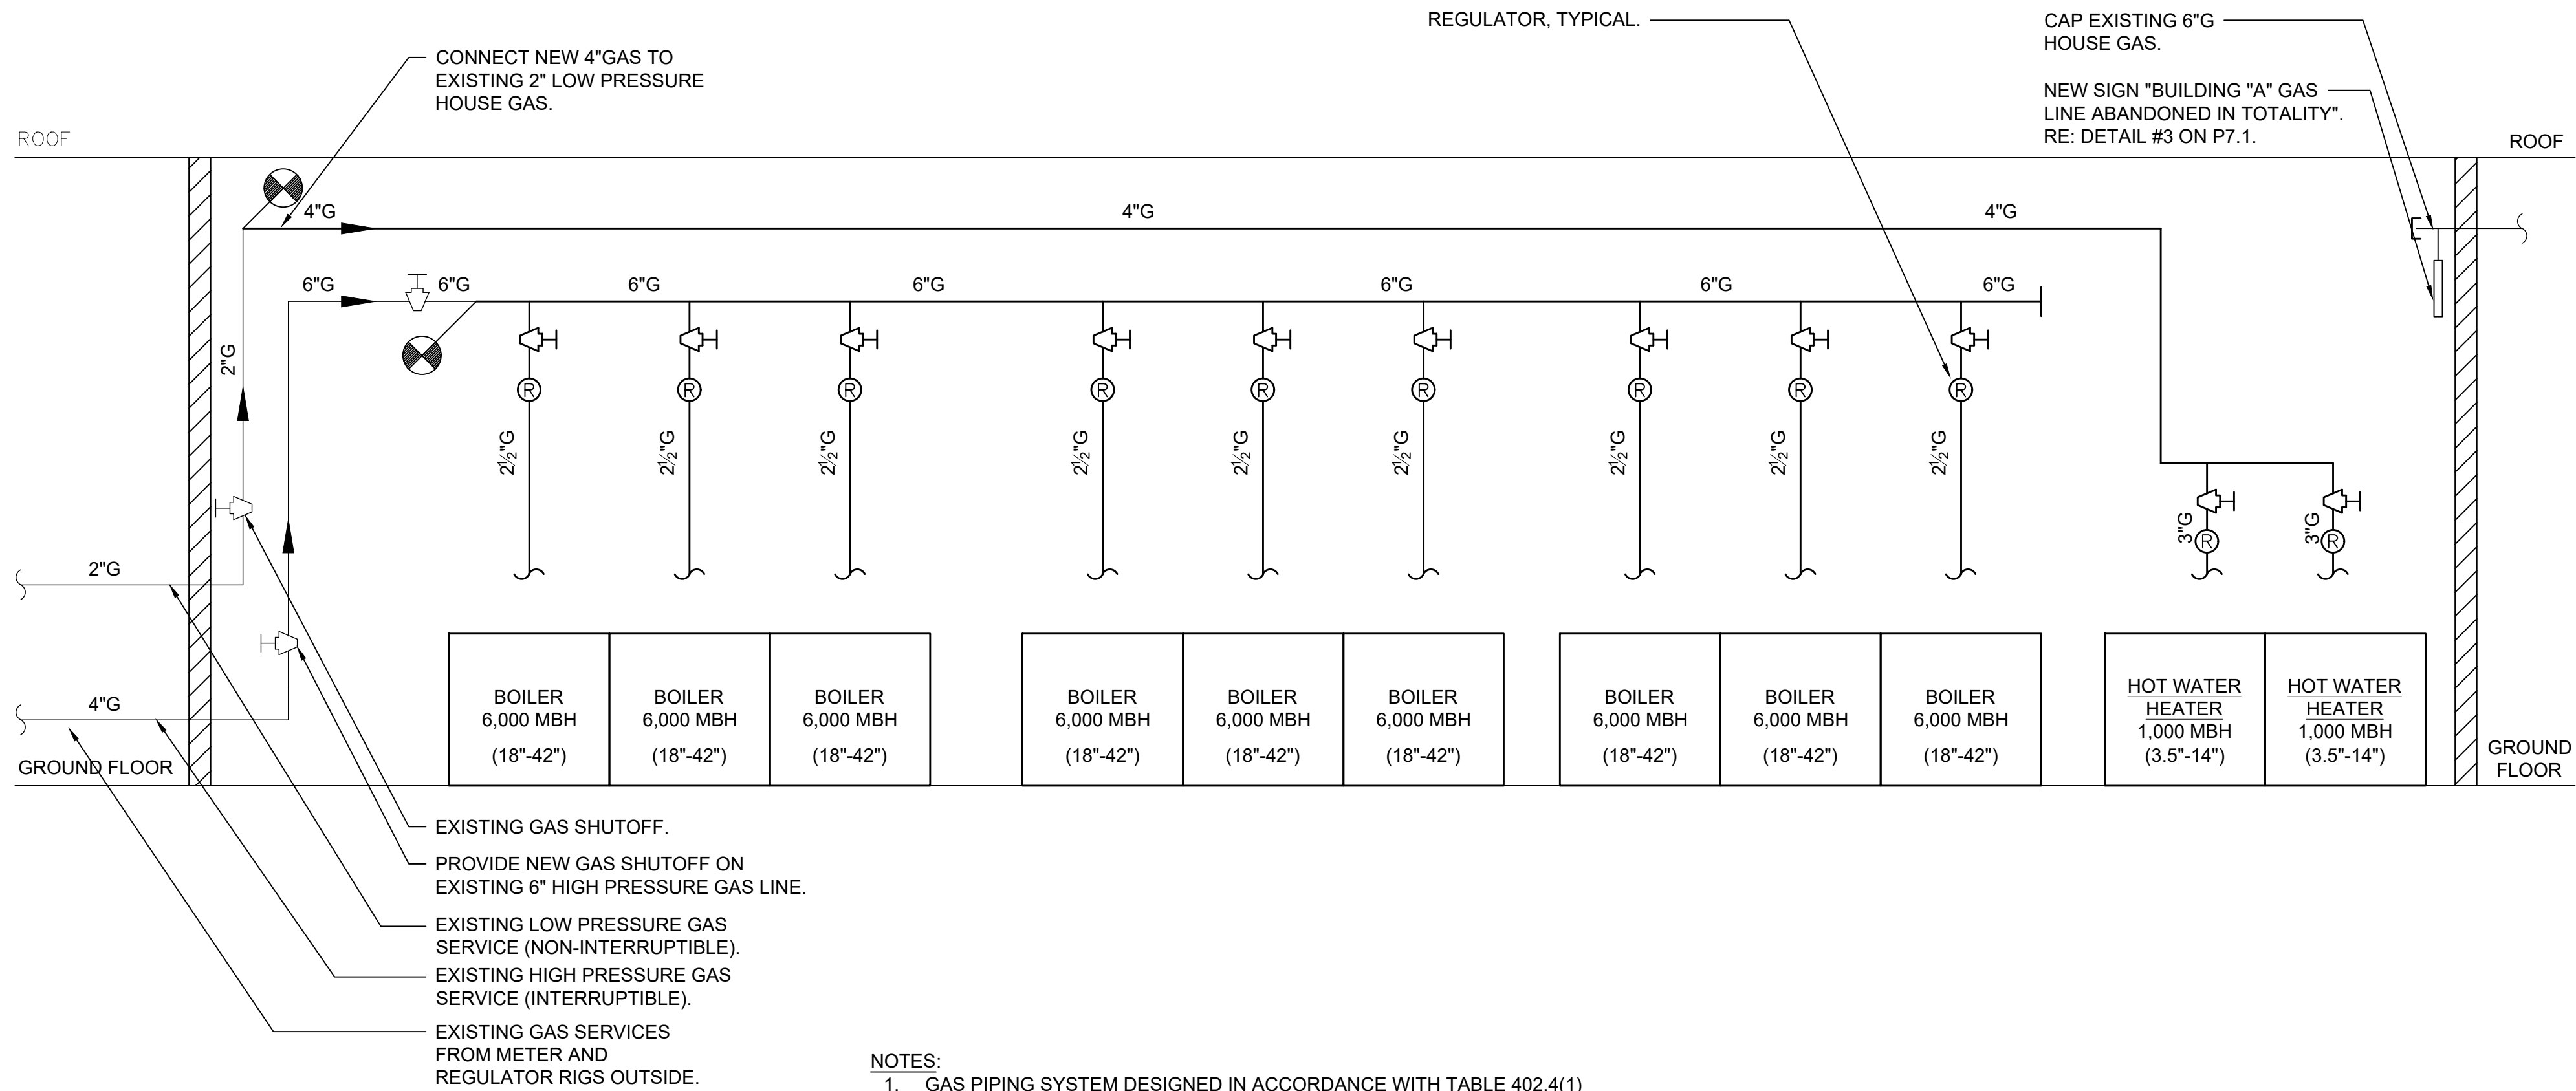 REGULATOR, TYPICAL.
CAP EXISTING 6"G
HOUSE GAS.
CONNECT NEW 4"GAS TO
EXISTING 2" LOW PRESSURE
HOUSE GAS.
NEW SIGN "BUILDING "A" GAS
LINE ABANDONED IN TOTALITY".
RE: DETAIL #3 ON P7.1.
ROOF
ROOF
4"G
4"G
4"G
6"G
6"G
6"G
6"G
6"G
6"G
6"G
2"G
R
R
R
R
R
R
R
R
R
2½"G
2½"G
2½"G
2½"G
2½"G
2½"G
2½"G
2½"G
2½"G
3"G
R
3"G
R
2"G
4"G
GROUND FLOOR
BOILER
6,000 MBH
(18"-42")
BOILER
6,000 MBH
(18"-42")
BOILER
6,000 MBH
(18"-42")
BOILER
6,000 MBH
(18"-42")
BOILER
6,000 MBH
(18"-42")
BOILER
6,000 MBH
(18"-42")
BOILER
6,000 MBH
(18"-42")
BOILER
6,000 MBH
(18"-42")
BOILER
6,000 MBH
(18"-42")
HOT WATER
HEATER
1,000 MBH
(3.5"-14")
HOT WATER
HEATER
1,000 MBH
(3.5"-14")
GROUND
FLOOR
EXISTING GAS SHUTOFF.
PROVIDE NEW GAS SHUTOFF ON
EXISTING 6" HIGH PRESSURE GAS LINE.
EXISTING LOW PRESSURE GAS
SERVICE (NON-INTERRUPTIBLE).
EXISTING HIGH PRESSURE GAS
SERVICE (INTERRUPTIBLE).
EXISTING GAS SERVICES
FROM METER AND
REGULATOR RIGS OUTSIDE.
NOTES:
1. GAS PIPING SYSTEM DESIGNED IN ACCORDANCE WITH TABLE 402.4(1)